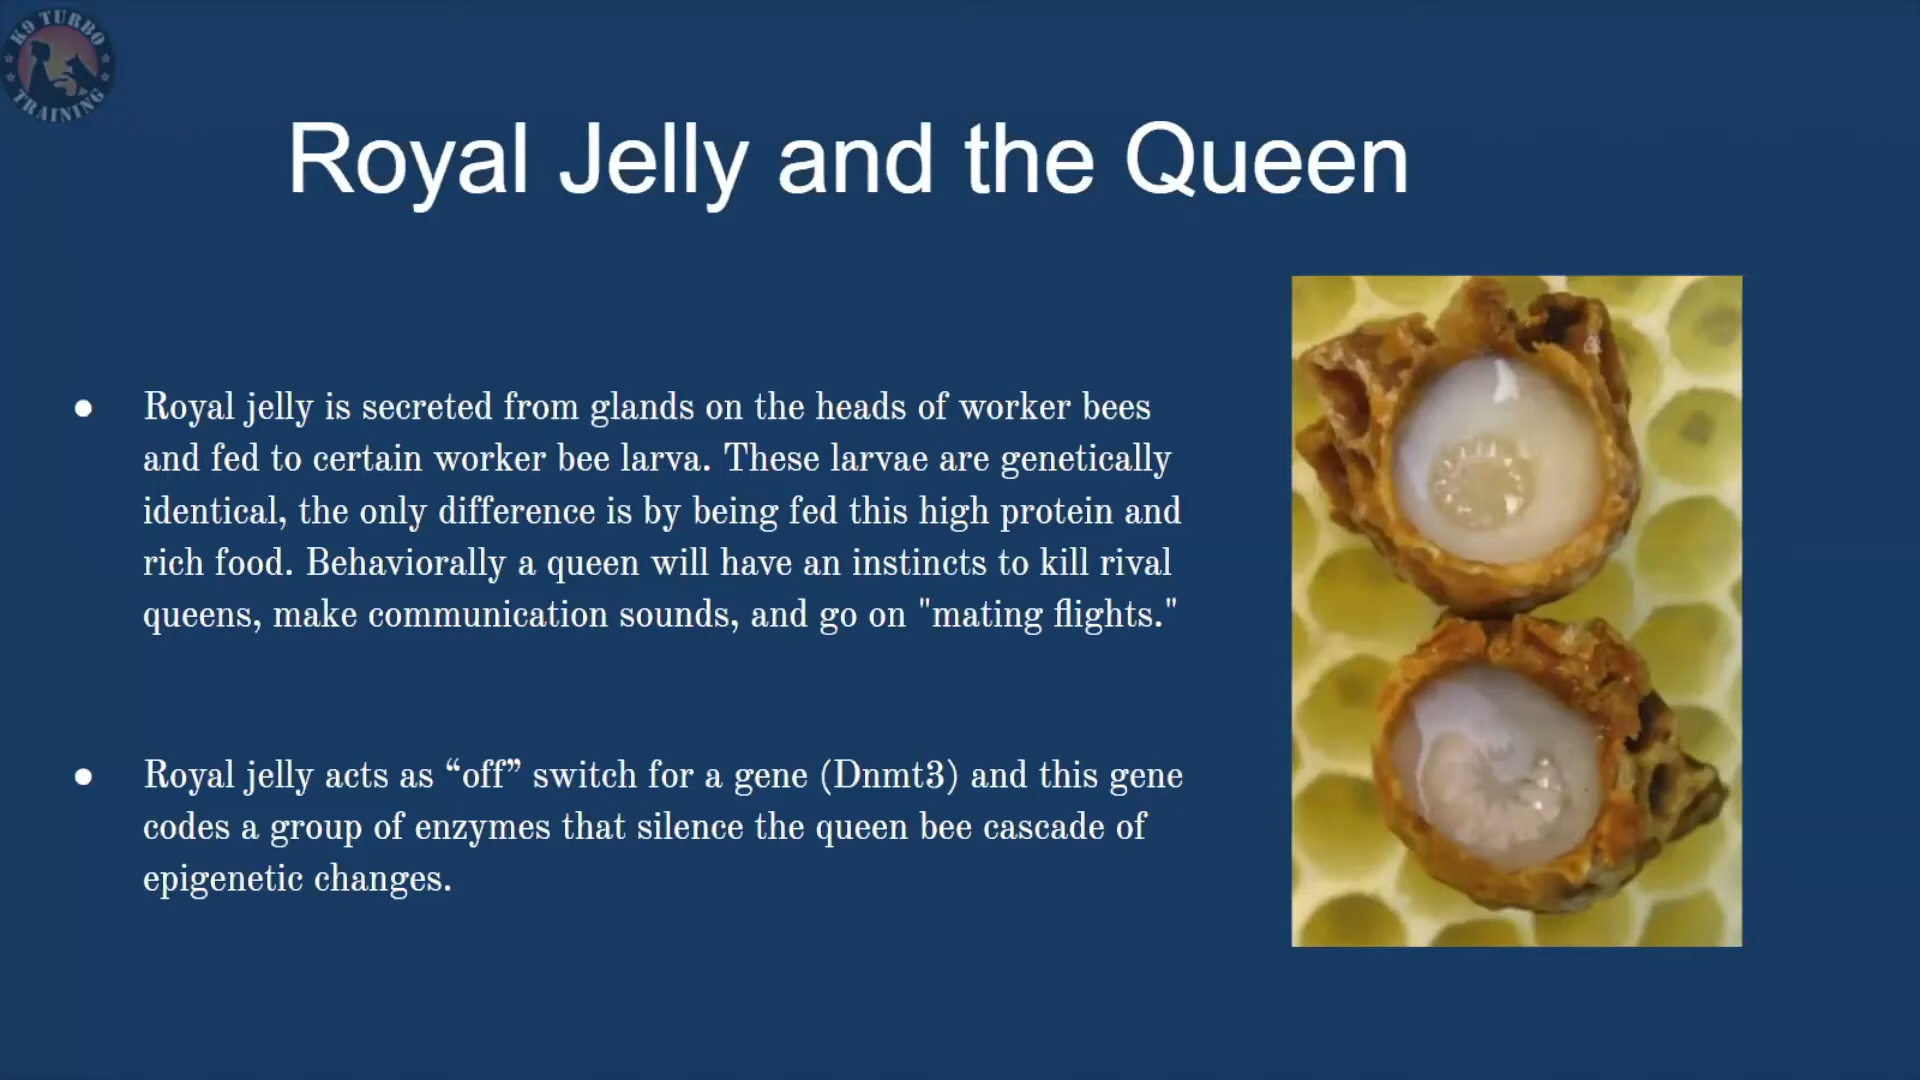 K9 TURBO
TRAINING
Royal Jelly and the Queen
● Royal jelly is secreted from glands on the heads of worker bees
and fed to certain worker bee larva. These larvae are genetically
identical, the only difference is by being fed this high protein and
rich food. Behaviorally a queen will have an instincts to kill rival
queens, make communication sounds, and go on "mating flights."
● Royal jelly acts as “off” switch for a gene (Dnmt3) and this gene
codes a group of enzymes that silence the queen bee cascade of
epigenetic changes.